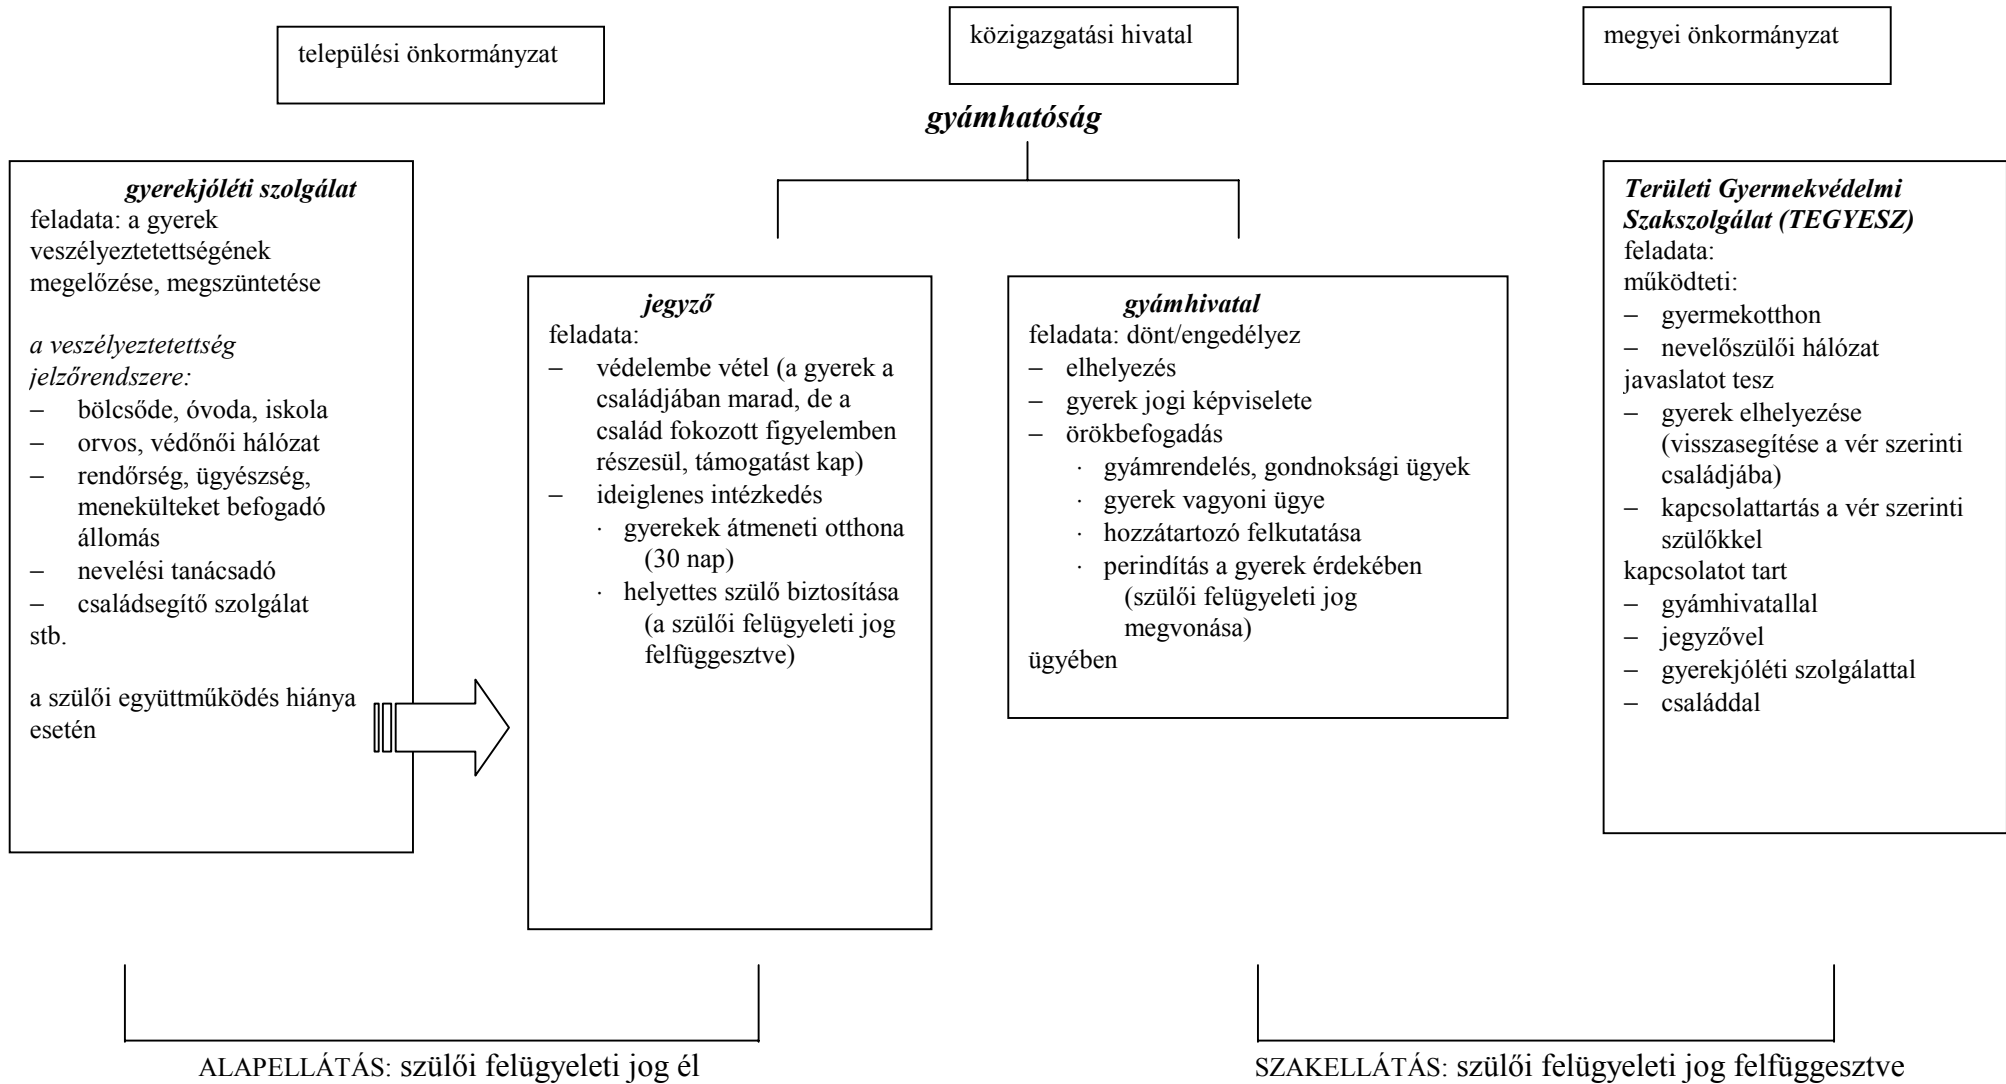 települési önkormányzat
közigazgatási hivatal
megyei önkormányzat
gyámhatóság
gyerekjóléti szolgálat
feladata: a gyerek
veszélyeztetettségének
megelőzése, megszüntetése
a veszélyeztetettség
jelzőrendszere:
– bölcsőde, óvoda, iskola
– orvos, védőnői hálózat
– rendőrség, ügyészség,
menekülteket befogadó
állomás
– nevelési tanácsadó
– családsegítő szolgálat
stb.
a szülői együttműködés hiánya
esetén
jegyző
feladata:
– védelembe vétel (a gyerek a
családjában marad, de a
család fokozott figyelemben
részesül, támogatást kap)
– ideiglenes intézkedés
· gyerekek átmeneti otthona
(30 nap)
· helyettes szülő biztosítása
(a szülői felügyeleti jog
felfüggesztve)
gyámhivatal
feladata: dönt/engedélyez
– elhelyezés
– gyerek jogi képviselete
– örökbefogadás
· gyámrendelés, gondnoksági ügyek
· gyerek vagyoni ügye
· hozzátartozó felkutatása
· perindítás a gyerek érdekében
(szülői felügyeleti jog
megvonása)
ügyében
Területi Gyermekvédelmi
Szakszolgálat (TEGYESZ)
feladata:
működteti:
– gyermekotthon
– nevelőszülői hálózat
javaslatot tesz
– gyerek elhelyezése
(visszasegítése a vér szerinti
családjába)
– kapcsolattartás a vér szerinti
szülőkkel
kapcsolatot tart
– gyámhivatallal
– jegyzővel
– gyerekjóléti szolgálattal
– családdal
ALAPELLÁTÁS: szülői felügyeleti jog él
SZAKELLÁTÁS: szülői felügyeleti jog felfüggesztve